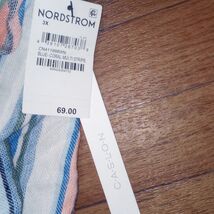 NORDSTROM
3X
BLUE- CORAL MULTI STRIPE
69.00
CASLON